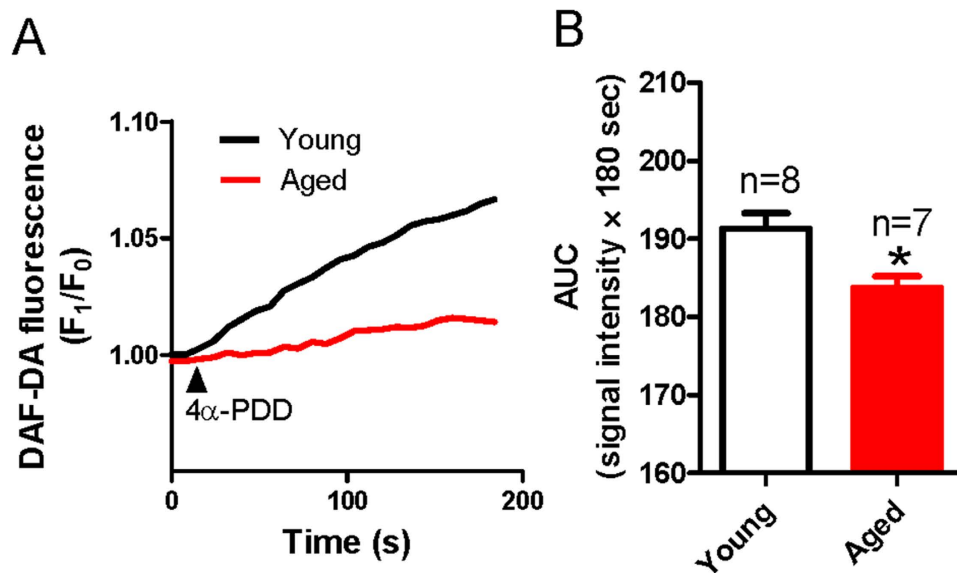 A
DAF-DA fluorescence
(F₁/F₀)
1.10
1.05
1.00
Young
Aged
4α-PDD
0
100
200
Time (s)
B
AUC
(signal intensity × 180 sec)
210
200
190
180
170
160
n=8
n=7
*
Young
Aged